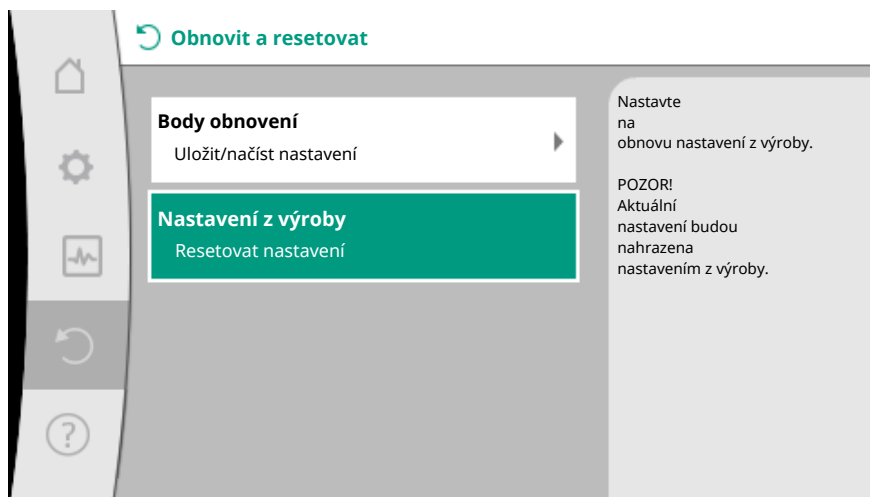 Obnovit a resetovat
Body obnovení
Uložit/načíst nastavení
Nastavení z výroby
Resetovat nastavení
Nastavte
na
obnovu nastavení z výroby.
POZOR!
Aktuální
nastavení budou
nahrazena
nastavením z výroby.
?